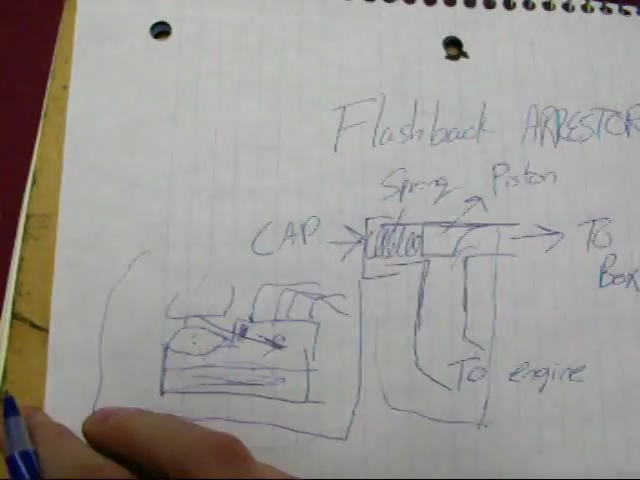 Flashback ARRESTOR
Spring
Piston
CAP
To
Box
To engine